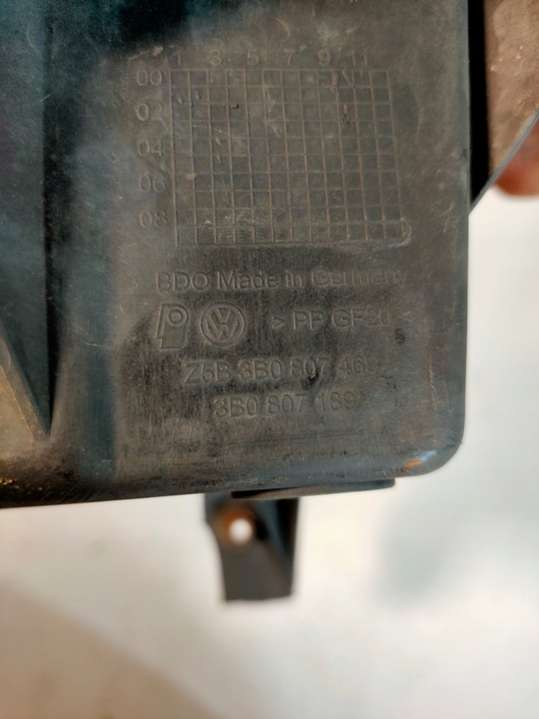 1 3 5 7 9 11
00
02
04
06
08
BDO Made in Germany
> PP GF20 <
Z5B 3B0 807
3B0 807